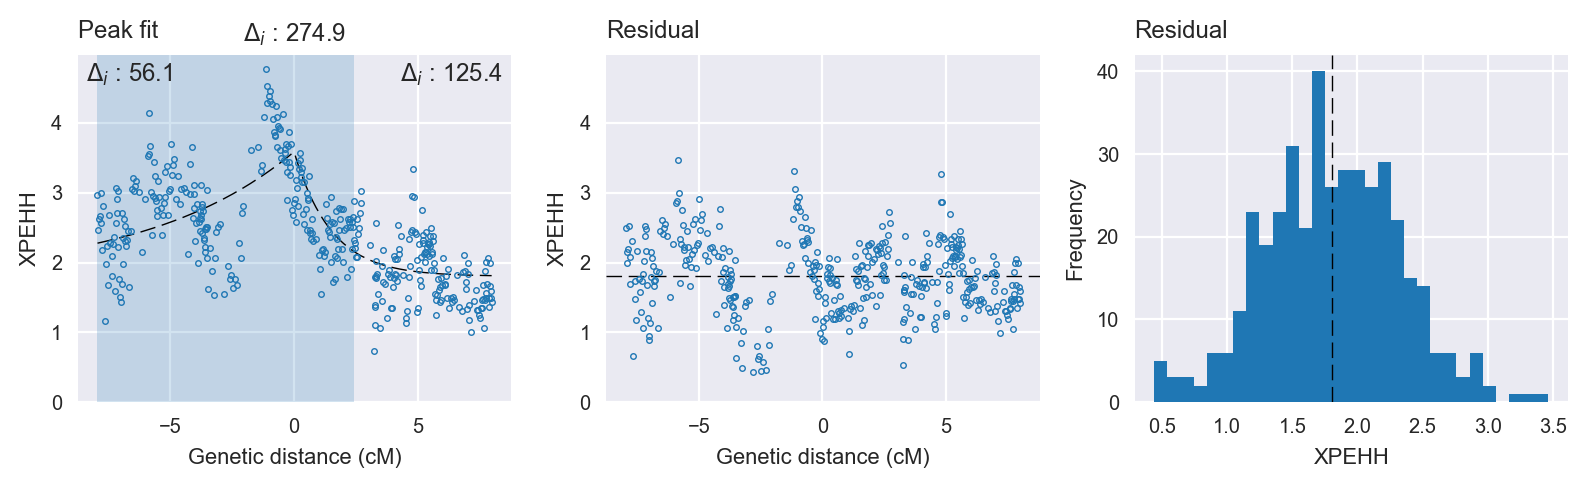 Peak fit
Δi : 274.9
Δi : 56.1
Δi : 125.4
XPEHH
4
3
2
1
0
−5
0
5
Genetic distance (cM)
Residual
XPEHH
4
3
2
1
0
−5
0
5
Genetic distance (cM)
Residual
Frequency
40
30
20
10
0
0.5
1.0
1.5
2.0
2.5
3.0
3.5
XPEHH